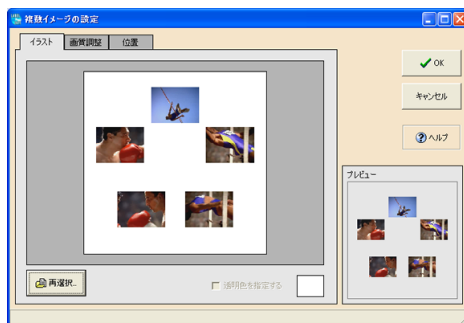 複数イメージの設定
イラスト 画質調整 位置
OK
キャンセル
ヘルプ
プレビュー
再選択...
透明色を指定する